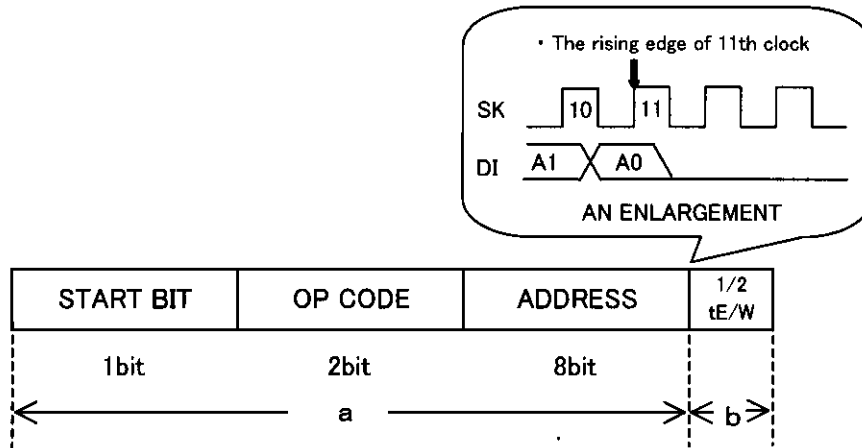 ・ The rising edge of 11th clock
SK 10 11
DI A1 A0
AN ENLARGEMENT
START BIT OP CODE ADDRESS 1/2 tE/W
1bit 2bit 8bit
a b